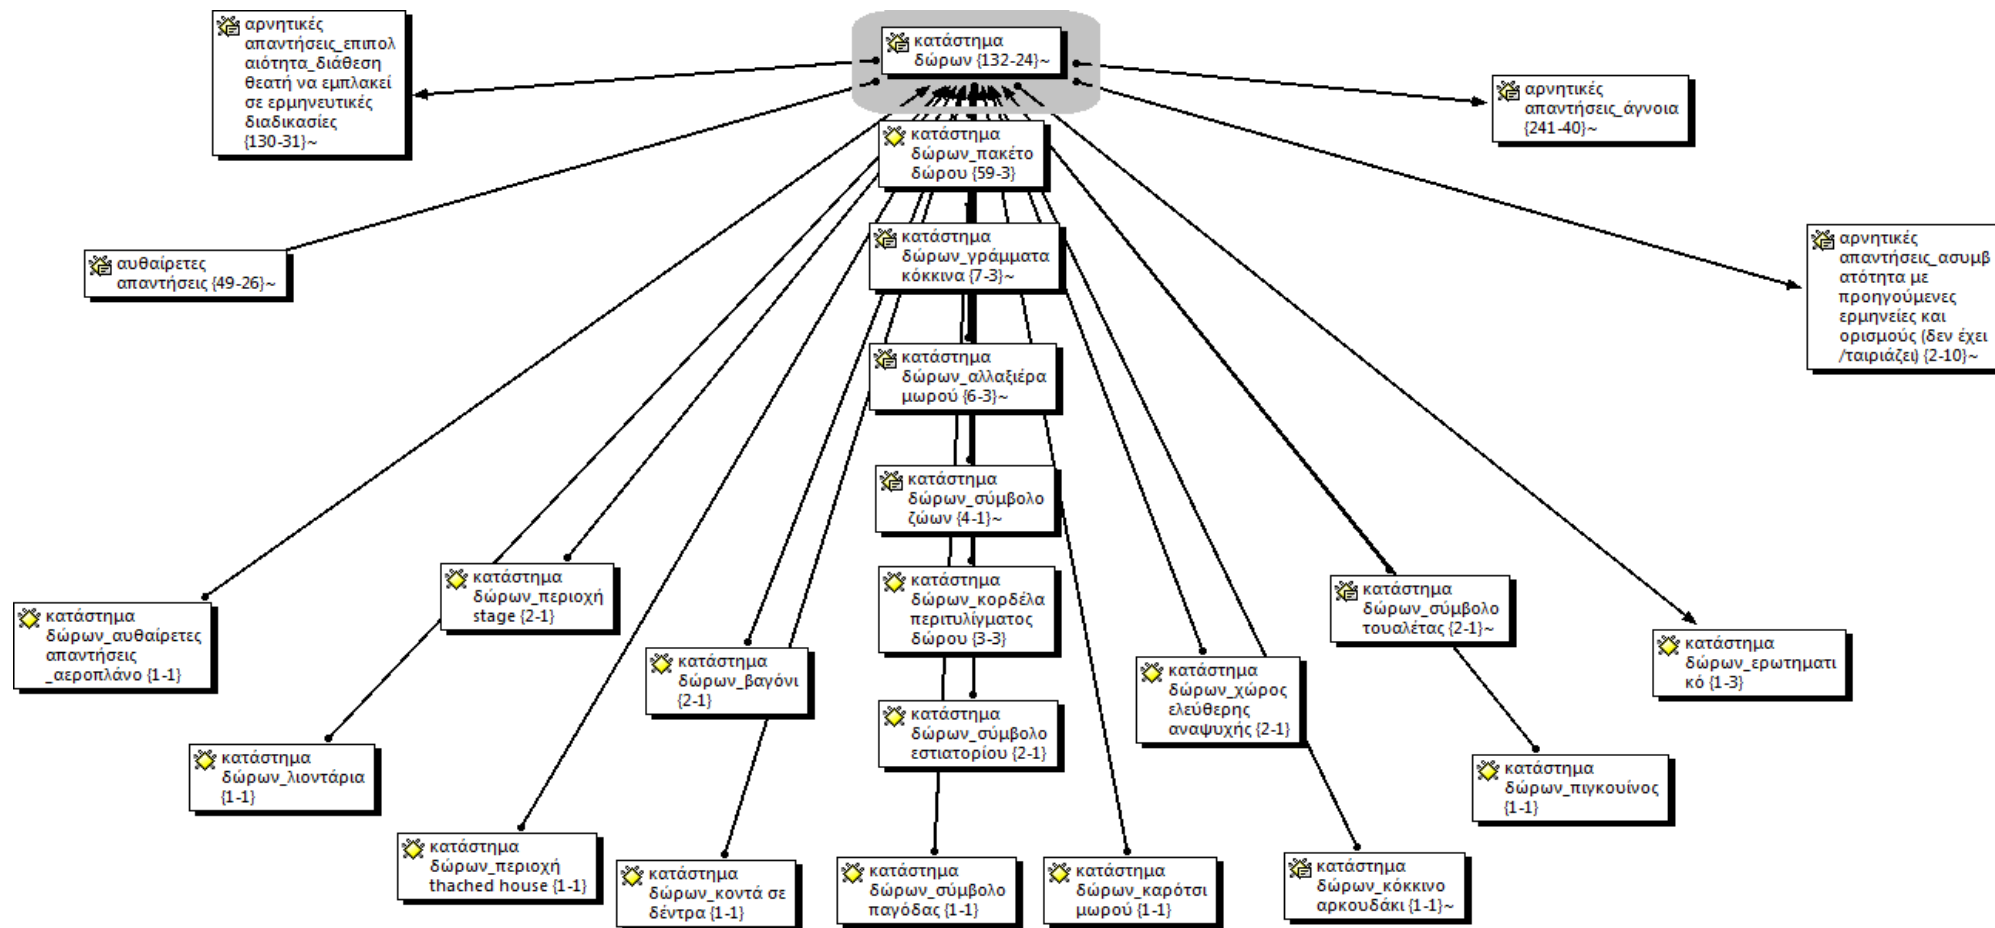 αρνητικές
απαντήσεις_επιπολ
αιότητα_διάθεση
θεατή να εμπλακεί
σε ερμηνευτικές
διαδικασίες
{130-31}~
κατάστημα
δώρων {132-24}~
αρνητικές
απαντήσεις_άγνοια
{241-40}~
κατάστημα
δώρων_πακέτο
δώρου {59-3}
αυθαίρετες
απαντήσεις {49-26}~
κατάστημα
δώρων_γράμματα
κόκκινα {7-3}~
αρνητικές
απαντήσεις_ασυμβ
ατότητα με
προηγούμενες
ερμηνείες και
ορισμούς (δεν έχει
/ταιριάζει) {2-10}~
κατάστημα
δώρων_αλλαξιέρα
μωρού {6-3}~
κατάστημα
δώρων_σύμβολο
ζώων {4-1}~
κατάστημα
δώρων_περιοχή
stage {2-1}
κατάστημα
δώρων_κορδέλα
περιτυλίγματος
δώρου {3-3}
κατάστημα
δώρων_σύμβολο
τουαλέτας {2-1}~
κατάστημα
δώρων_αυθαίρετες
απαντήσεις
_αεροπλάνο {1-1}
κατάστημα
δώρων_βαγόνι
{2-1}
κατάστημα
δώρων_χώρος
ελεύθερης
αναψυχής {2-1}
κατάστημα
δώρων_ερωτηματι
κό {1-3}
κατάστημα
δώρων_σύμβολο
εστιατορίου {2-1}
κατάστημα
δώρων_λιοντάρια
{1-1}
κατάστημα
δώρων_πιγκουίνος
{1-1}
κατάστημα
δώρων_περιοχή
thached house {1-1}
κατάστημα
δώρων_κοντά σε
δέντρα {1-1}
κατάστημα
δώρων_σύμβολο
παγόδας {1-1}
κατάστημα
δώρων_καρότσι
μωρού {1-1}
κατάστημα
δώρων_κόκκινο
αρκουδάκι {1-1}~